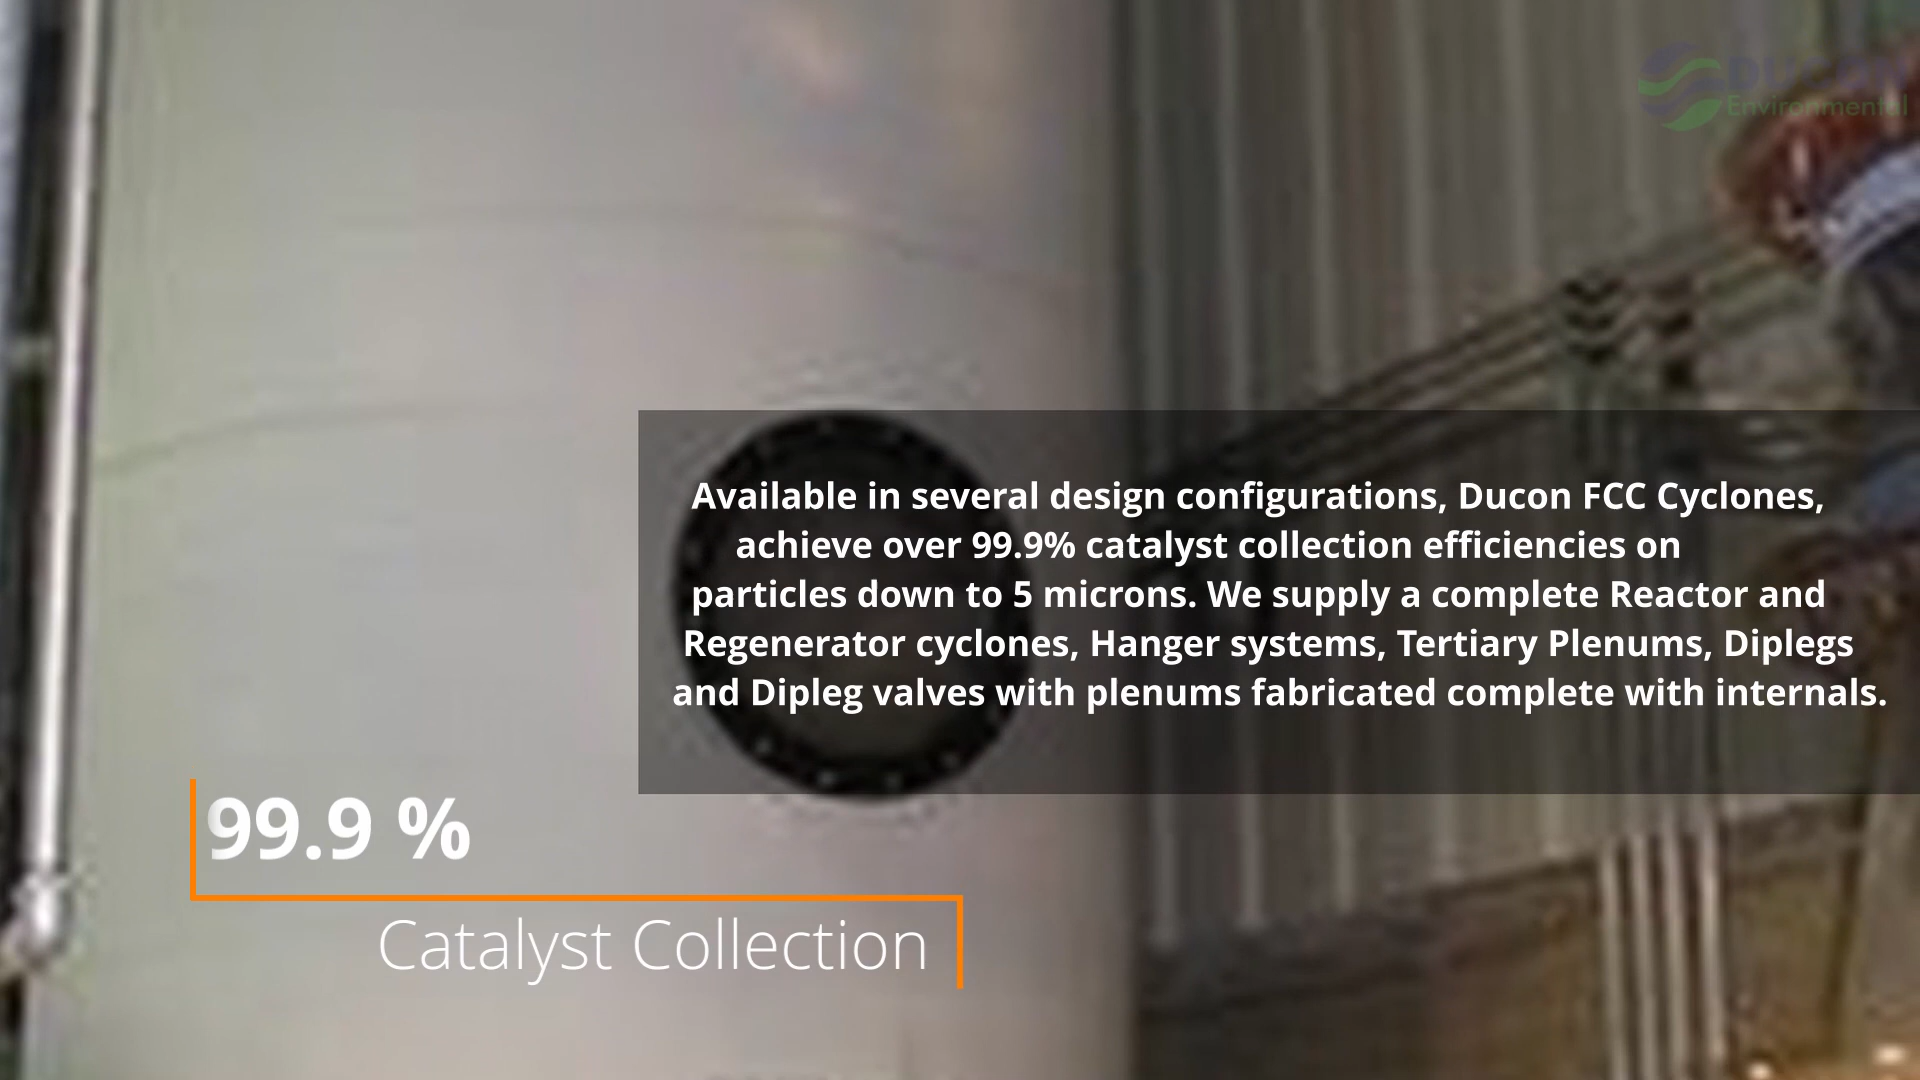 DUCON
Environmental
Available in several design configurations, Ducon FCC Cyclones,
achieve over 99.9% catalyst collection efficiencies on
particles down to 5 microns. We supply a complete Reactor and
Regenerator cyclones, Hanger systems, Tertiary Plenums, Diplegs
and Dipleg valves with plenums fabricated complete with internals.
99.9 %
Catalyst Collection